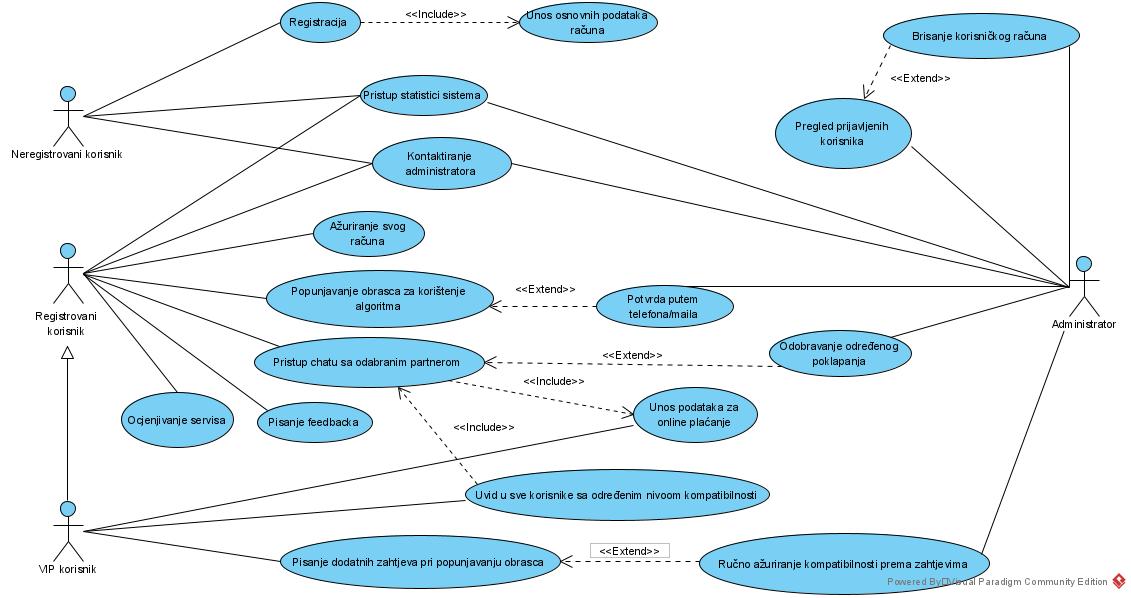 Registracija
<<Include>>
Unos osnovnih podataka
računa
Brisanje korisničkog računa
<<Extend>>
Pristup statistici sistema
Pregled prijavljenih
korisnika
Neregistrovani korisnik
Kontaktiranje
administratora
Ažuriranje svog
računa
Registrovani
korisnik
Popunjavanje obrasca za korištenje
algoritma
<<Extend>>
Potvrda putem
telefona/maila
Administrator
Pristup chatu sa odabranim partnerom
<<Extend>>
Odobravanje određenog
poklapanja
<<Include>>
Ocjenjivanje servisa
Pisanje feedbacka
<<Include>>
Unos podataka za
online plaćanje
Uvid u sve korisnike sa određenim nivoom kompatibilnosti
VIP korisnik
Pisanje dodatnih zahtjeva pri popunjavanju obrasca
<<Extend>>
Ručno ažuriranje kompatibilnosti prema zahtjevima
Powered By Visual Paradigm Community Edition